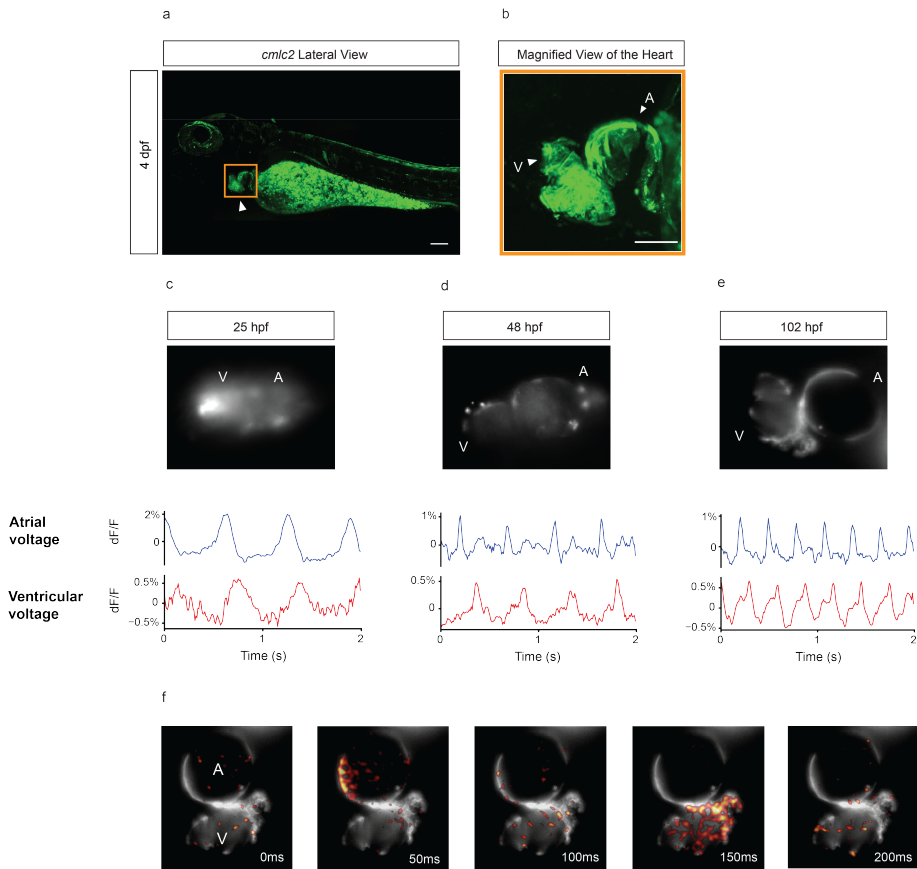 a
b
cmlc2 Lateral View
Magnified View of the Heart
4 dpf
A
V
c
d
e
25 hpf
48 hpf
102 hpf
V A
A
V
A
V
Atrial
voltage
dF/F
2%
0
1%
0
1%
0
Ventricular
voltage
dF/F
0.5%
0
−0.5%
0.5%
0
0.5%
0
−0.5%
0 1 2
0 1 2
0 1 2
Time (s)
Time (s)
Time (s)
f
A
V
0ms
50ms
100ms
150ms
200ms